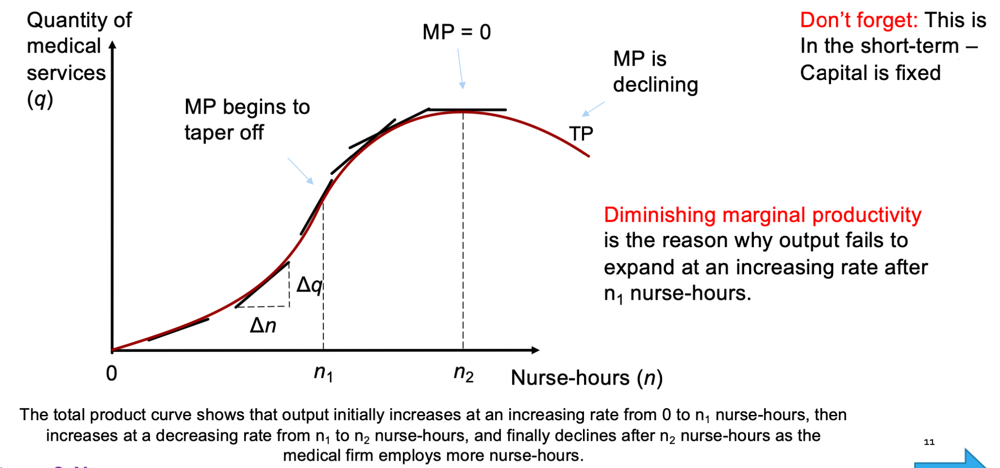 Quantity of
medical
services
(q)
MP = 0
MP is
declining
Don’t forget: This is
In the short-term –
Capital is fixed
MP begins to
taper off
TP
Δq
Δn
Diminishing marginal productivity
is the reason why output fails to
expand at an increasing rate after
n₁ nurse-hours.
0
n₁
n₂
Nurse-hours (n)
The total product curve shows that output initially increases at an increasing rate from 0 to n₁ nurse-hours, then
increases at a decreasing rate from n₁ to n₂ nurse-hours, and finally declines after n₂ nurse-hours as the
medical firm employs more nurse-hours.
11